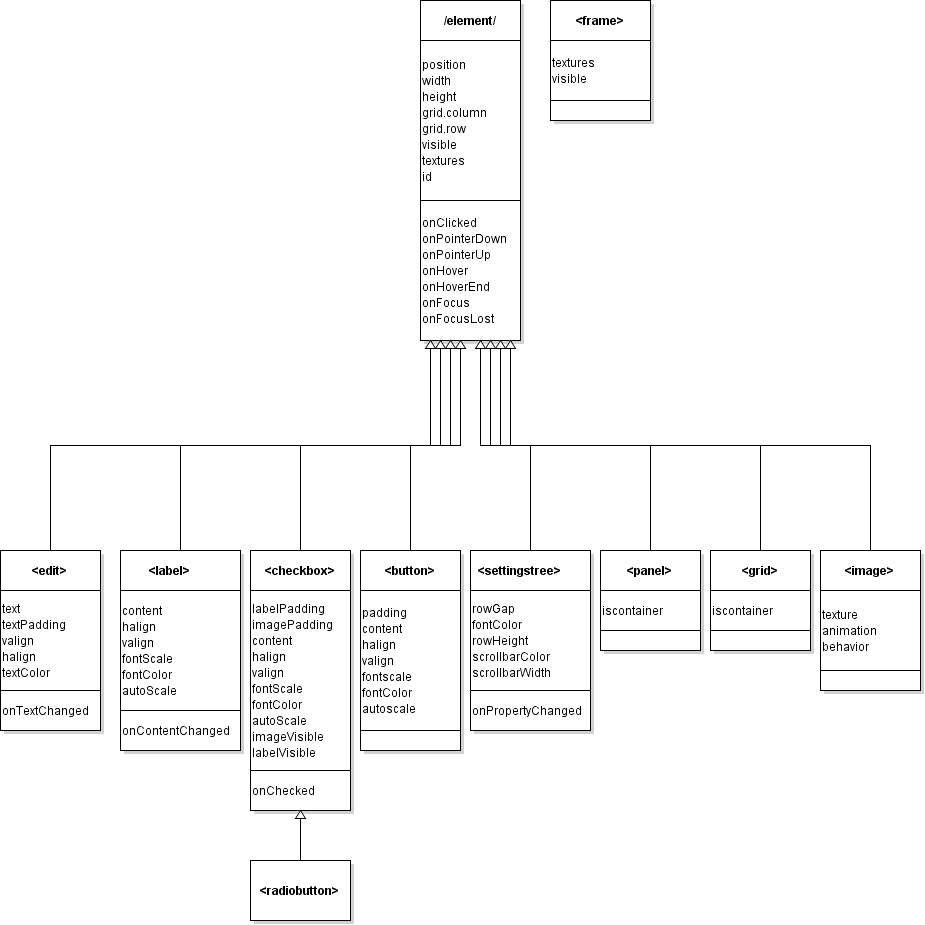 /element/
position
width
height
grid.column
grid.row
visible
textures
id
onClicked
onPointerDown
onPointerUp
onHover
onHoverEnd
onFocus
onFocusLost
<frame>
textures
visible
<edit>
text
textPadding
valign
halign
textColor
onTextChanged
<label>
content
halign
valign
fontScale
fontColor
autoScale
onContentChanged
<checkbox>
labelPadding
imagePadding
content
halign
valign
fontScale
fontColor
autoScale
imageVisible
labelVisible
onChecked
<button>
padding
content
halign
valign
fontscale
fontColor
autoscale
<settingstree>
rowGap
fontColor
rowHeight
scrollbarColor
scrollbarWidth
onPropertyChanged
<panel>
iscontainer
<grid>
iscontainer
<image>
texture
animation
behavior
<radiobutton>